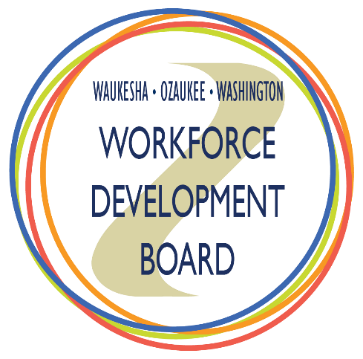 WAUKESHA • OZAUKEE • WASHINGTON
WORKFORCE
DEVELOPMENT
BOARD